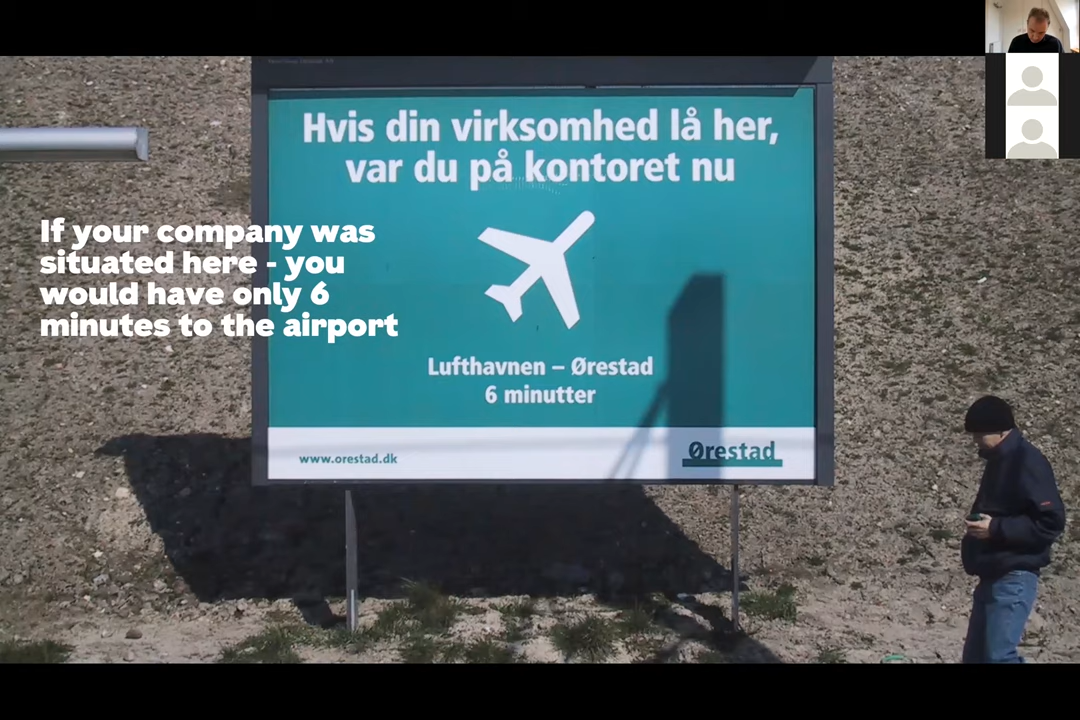 Hvis din virksomhed lå her,
var du på kontoret nu
If your company was
situated here - you
would have only 6
minutes to the airport
Lufthavnen – Ørestad
6 minutter
www.orestad.dk
Ørestad